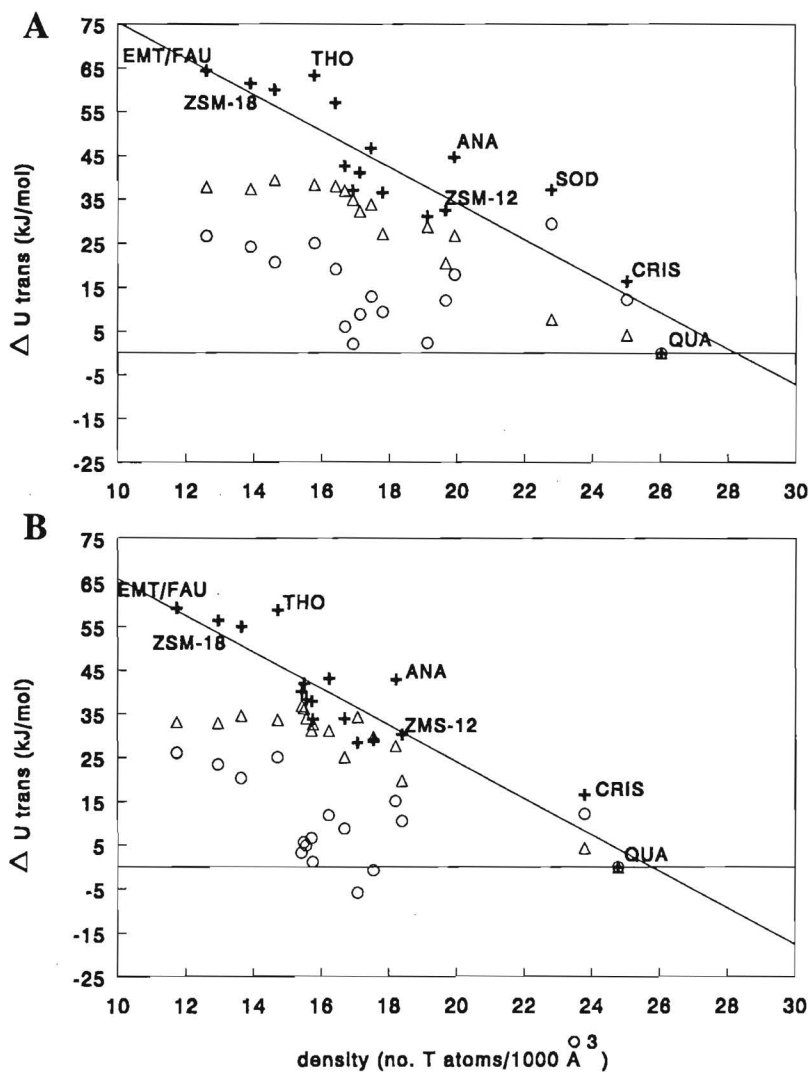 A
75
65
55
45
35
25
15
5
-5
-15
-25
Δ U trans (kJ/mol)
EMT/FAU
THO
ZSM-18
ANA
SOD
ZSM-12
CRIS
QUA
10 12 14 16 18 20 22 24 26 28 30
B
75
65
55
45
35
25
15
5
-5
-15
-25
Δ U trans (kJ/mol)
EMT/FAU
THO
ZSM-18
ANA
ZMS-12
CRIS
QUA
10 12 14 16 18 20 22 24 26 28 30
density (no. T atoms/1000 Å³)